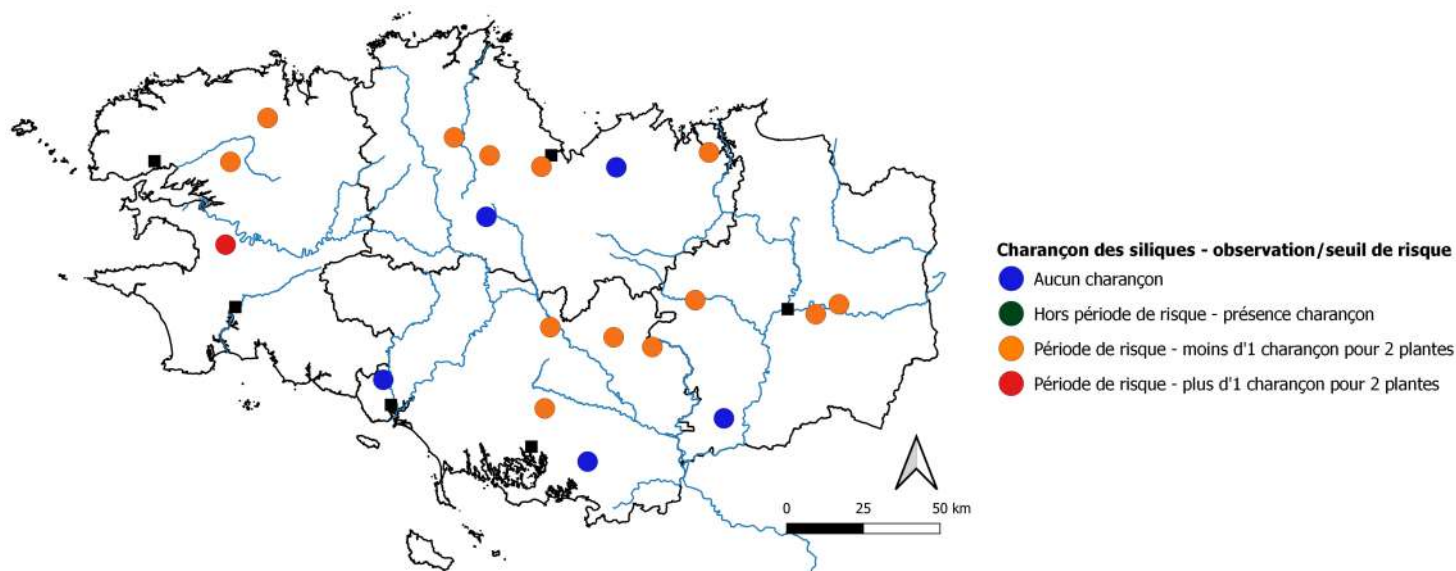 Charançon des siliques - observation/seuil de risque
Aucun charançon
Hors période de risque - présence charançon
Période de risque - moins d'1 charançon pour 2 plantes
Période de risque - plus d'1 charançon pour 2 plantes
0 25 50 km